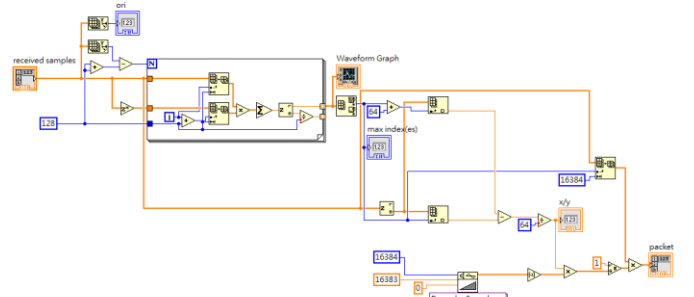 ori
received samples
Waveform Graph
N
i
64
128
max index(es)
16384
x/y
64
16384
1
packet
16383
0